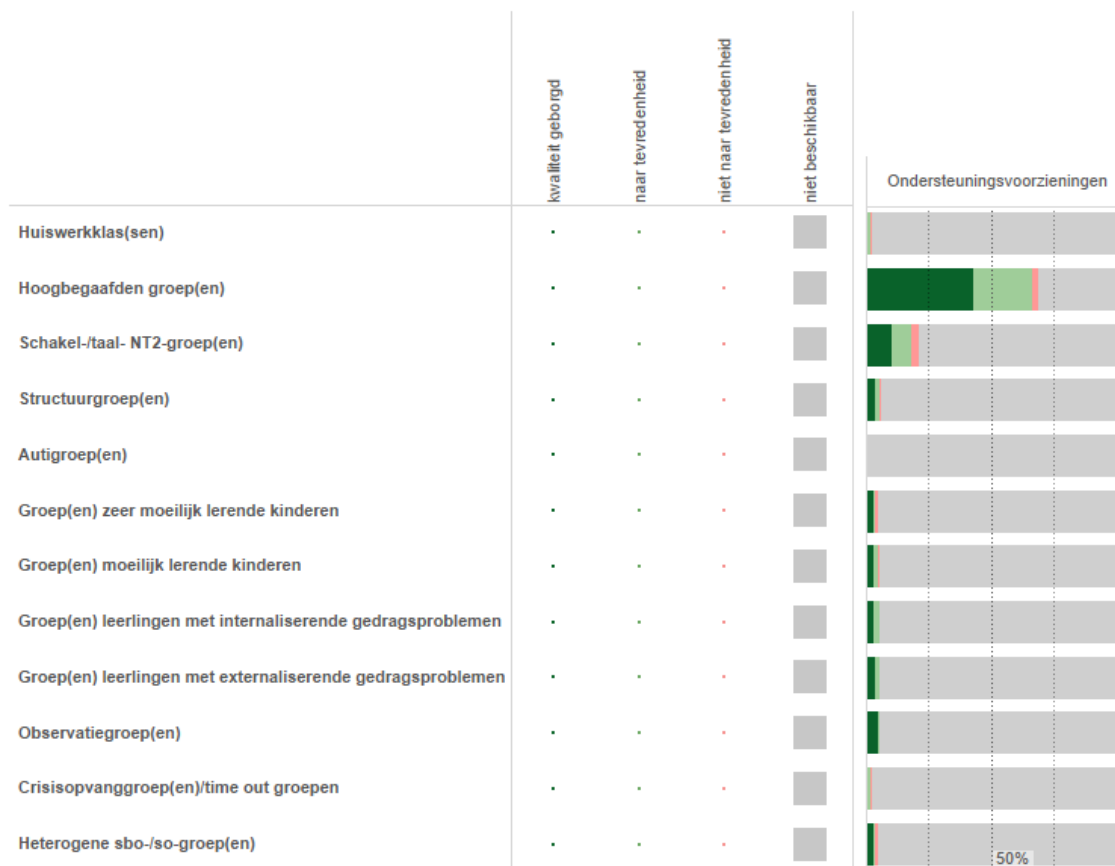 kwaliteit geborgd
naar tevredenheid
niet naar tevredenheid
niet beschikbaar
Ondersteuningsvoorzieningen
Huiswerkklas(sen)
Hoogbegaafden groep(en)
Schakel-/taal- NT2-groep(en)
Structuurgroep(en)
Autigroep(en)
Groep(en) zeer moeilijk lerende kinderen
Groep(en) moeilijk lerende kinderen
Groep(en) leerlingen met internaliserende gedragsproblemen
Groep(en) leerlingen met externaliserende gedragsproblemen
Observatiegroep(en)
Crisisopvanggroep(en)/time out groepen
Heterogene sbo-/so-groep(en)
50%